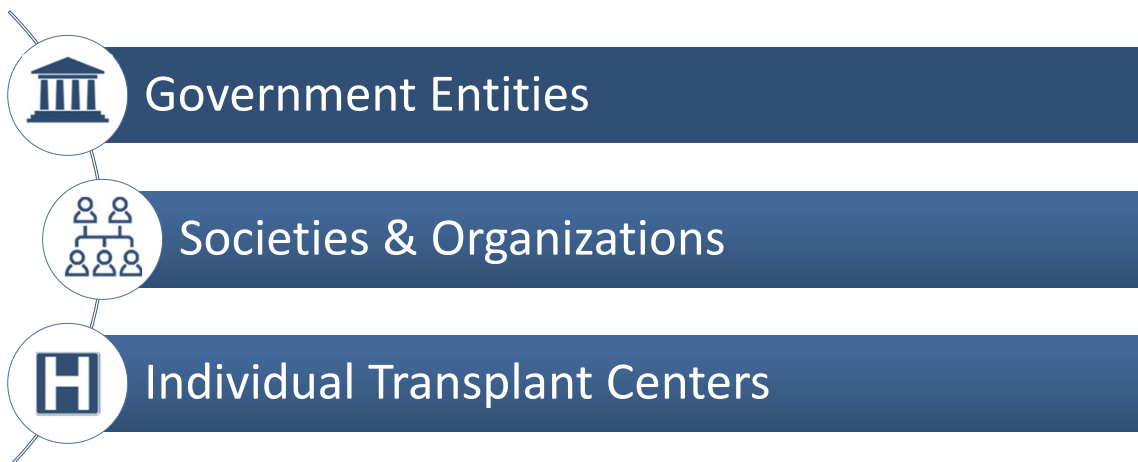 Government Entities
Societies & Organizations
H
Individual Transplant Centers